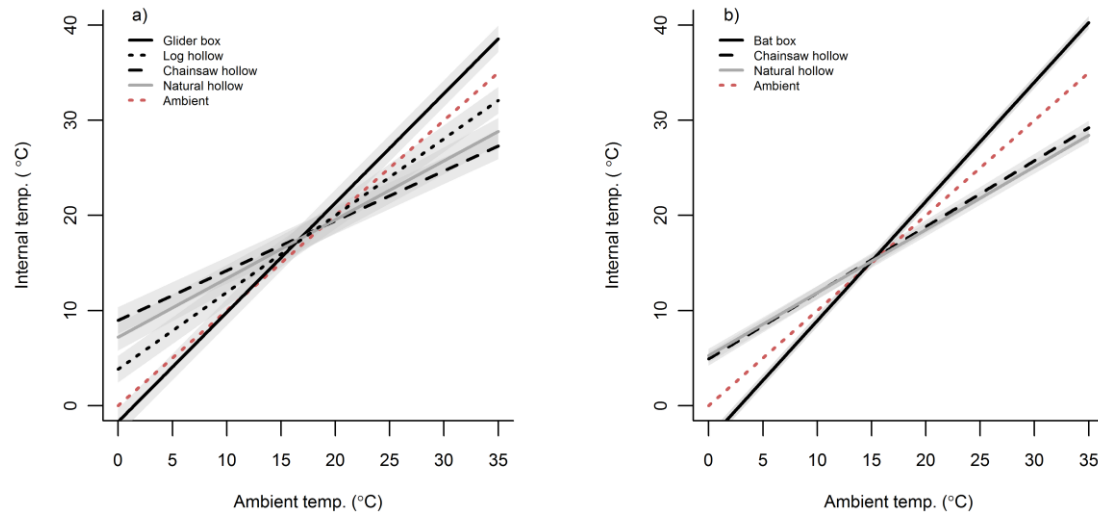 a)
Glider box
Log hollow
Chainsaw hollow
Natural hollow
Ambient
Internal temp. ( °C)
40
30
20
10
0
0 5 10 15 20 25 30 35
Ambient temp. (°C)
b)
Bat box
Chainsaw hollow
Natural hollow
Ambient
Internal temp. ( °C)
40
30
20
10
0
0 5 10 15 20 25 30 35
Ambient temp. (°C)